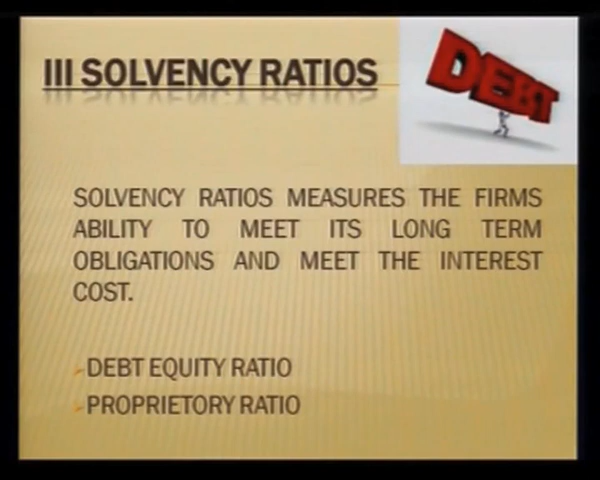 III SOLVENCY RATIOS
DEBT
SOLVENCY RATIOS MEASURES THE FIRMS
ABILITY TO MEET ITS LONG TERM
OBLIGATIONS AND MEET THE INTEREST
COST.
DEBT EQUITY RATIO
PROPRIETORY RATIO